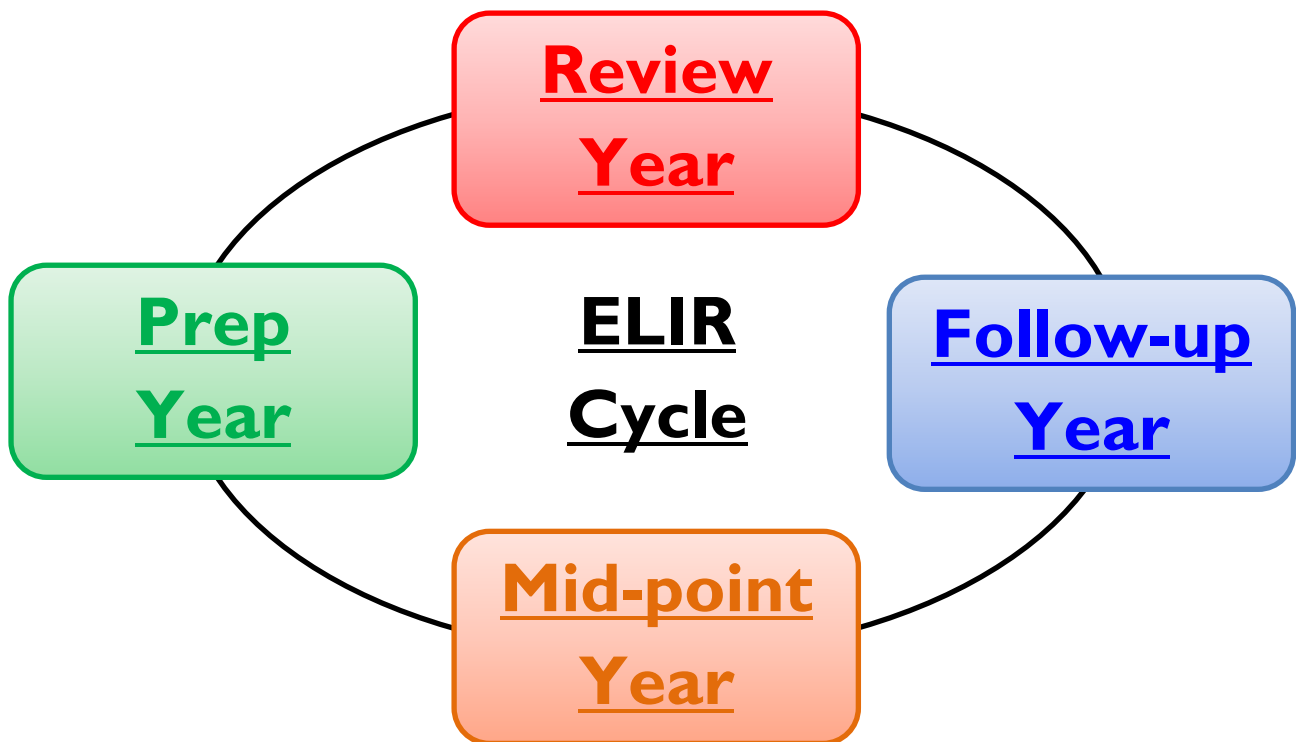 Review
Year
Prep
Year
ELIR
Cycle
Follow-up
Year
Mid-point
Year